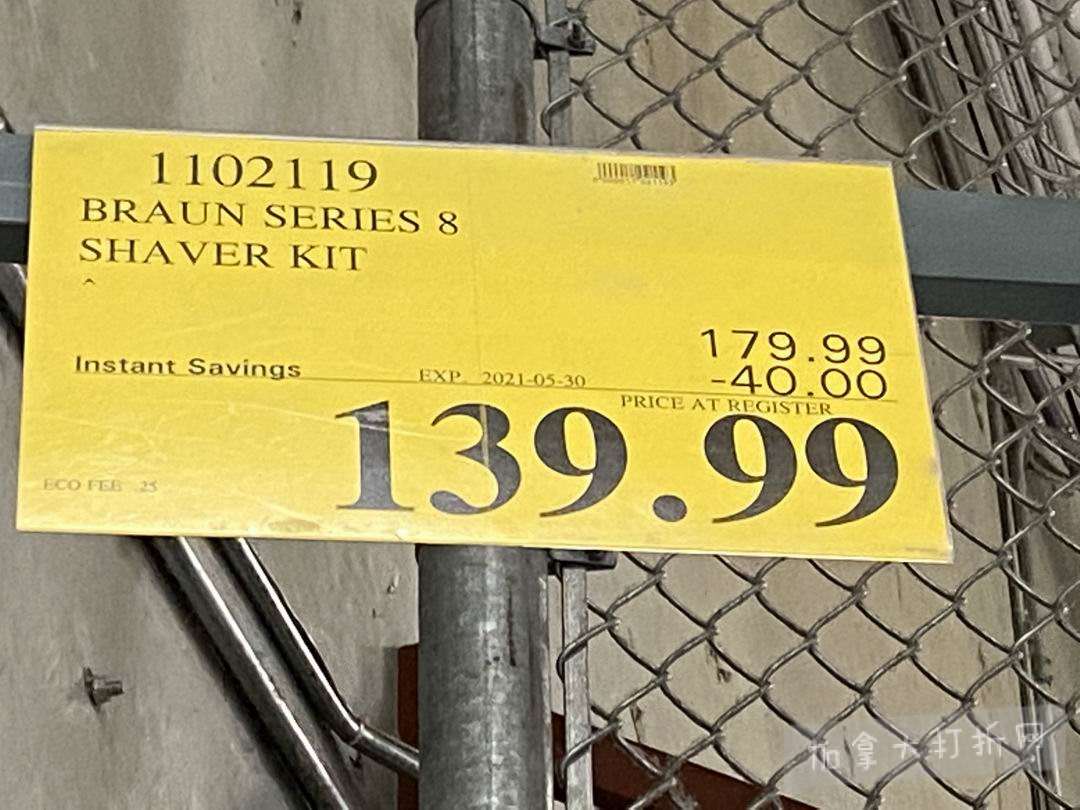 1102119
BRAUN SERIES 8
SHAVER KIT
^
179.99
Instant Savings EXP. 2021-05-30 -40.00
PRICE AT REGISTER
139.99
ECO FEE .25
加拿大打折网